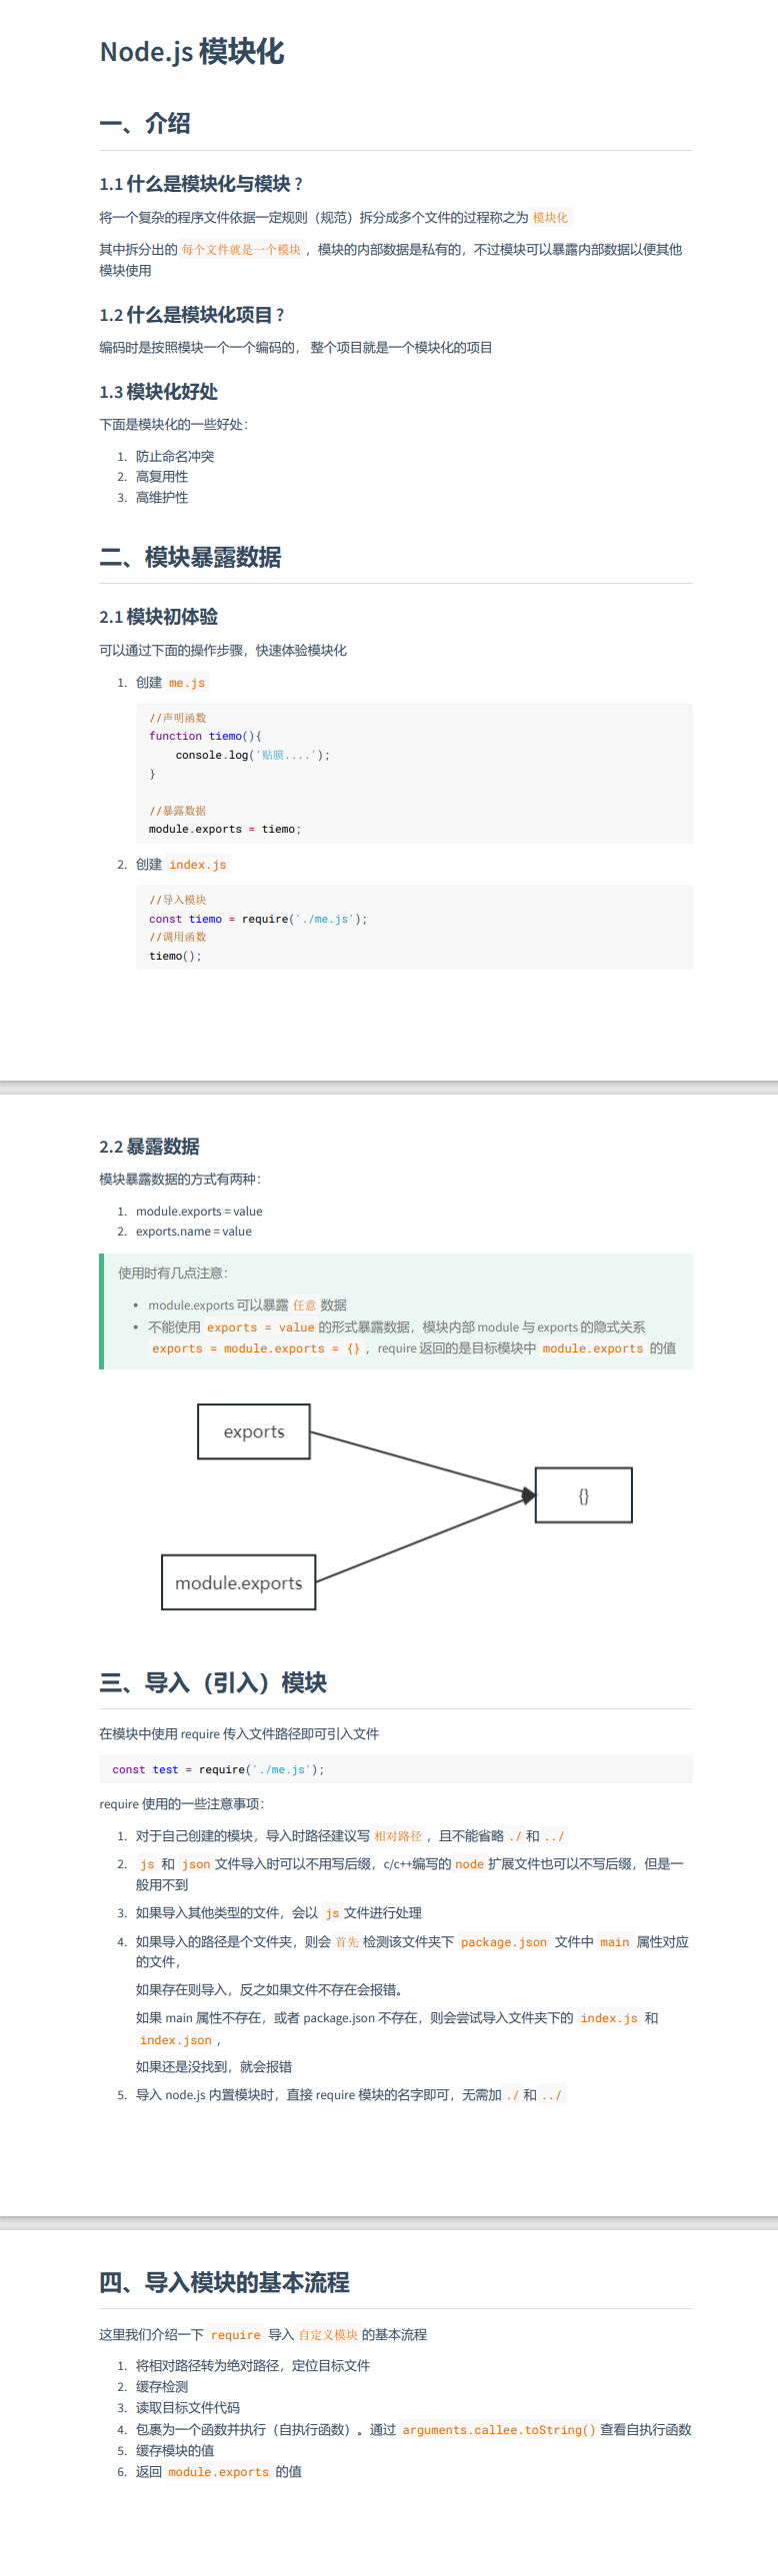 Node.js 模块化
一、介绍
1.1 什么是模块化与模块 ?
将一个复杂的程序文件依据一定规则（规范）拆分成多个文件的过程称之为 模块化
其中拆分出的 每个文件就是一个模块 ，模块的内部数据是私有的，不过模块可以暴露内部数据以便其他
模块使用
1.2 什么是模块化项目 ?
编码时是按照模块一个一个编码的， 整个项目就是一个模块化的项目
1.3 模块化好处
下面是模块化的一些好处：
1. 防止命名冲突
2. 高复用性
3. 高维护性
二、模块暴露数据
2.1 模块初体验
可以通过下面的操作步骤，快速体验模块化
1. 创建 me.js
//声明函数
function tiemo(){
    console.log('贴膜....');
}
//暴露数据
module.exports = tiemo;
2. 创建 index.js
//导入模块
const tiemo = require('./me.js');
//调用函数
tiemo();
2.2 暴露数据
模块暴露数据的方式有两种：
1. module.exports = value
2. exports.name = value
使用时有几点注意：
• module.exports 可以暴露 任意 数据
• 不能使用 exports = value 的形式暴露数据，模块内部 module 与 exports 的隐式关系
exports = module.exports = {} ，require 返回的是目标模块中 module.exports 的值
exports
{}
module.exports
三、导入（引入）模块
在模块中使用 require 传入文件路径即可引入文件
const test = require('./me.js');
require 使用的一些注意事项：
1. 对于自己创建的模块，导入时路径建议写 相对路径 ，且不能省略 ./ 和 ../
2. js 和 json 文件导入时可以不用写后缀，c/c++编写的 node 扩展文件也可以不写后缀，但是一
般用不到
3. 如果导入其他类型的文件，会以 js 文件进行处理
4. 如果导入的路径是个文件夹，则会 首先 检测该文件夹下 package.json 文件中 main 属性对应
的文件，
如果存在则导入，反之如果文件不存在会报错。
如果 main 属性不存在，或者 package.json 不存在，则会尝试导入文件夹下的 index.js 和
index.json ，
如果还是没找到，就会报错
5. 导入 node.js 内置模块时，直接 require 模块的名字即可，无需加 ./ 和 ../
四、导入模块的基本流程
这里我们介绍一下 require 导入 自定义模块 的基本流程
1. 将相对路径转为绝对路径，定位目标文件
2. 缓存检测
3. 读取目标文件代码
4. 包裹为一个函数并执行（自执行函数）。通过 arguments.callee.toString() 查看自执行函数
5. 缓存模块的值
6. 返回 module.exports 的值